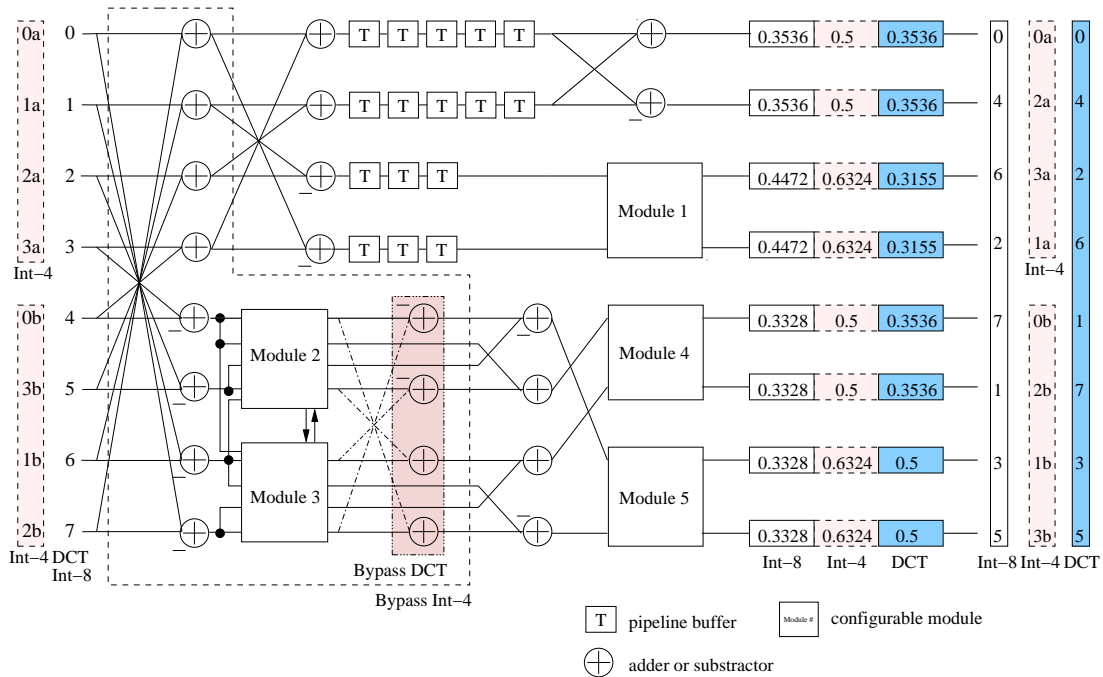 0a 0 T T T T T 0.3536 0.5 0.3536 0 0a 0
1a 1 T T T T T 0.3536 0.5 0.3536 4 2a 4
2a 2 T T T 0.4472 0.6324 0.3155 6 3a 2
Module 1
3a 3 T T T 0.4472 0.6324 0.3155 2 1a 6
Int-4 Int-4
0b 4 0.3328 0.5 0.3536 7 0b 1
Module 2 Module 4
3b 5 0.3328 0.5 0.3536 1 2b 7
1b 6 0.3328 0.6324 0.5 3 1b 3
Module 3 Module 5
2b 7 0.3328 0.6324 0.5 5 3b 5
Int-4 DCT Int-8 Int-4 DCT Int-8 Int-4 DCT
Int-8
Bypass DCT
Bypass Int-4
T pipeline buffer Module # configurable module
adder or substractor